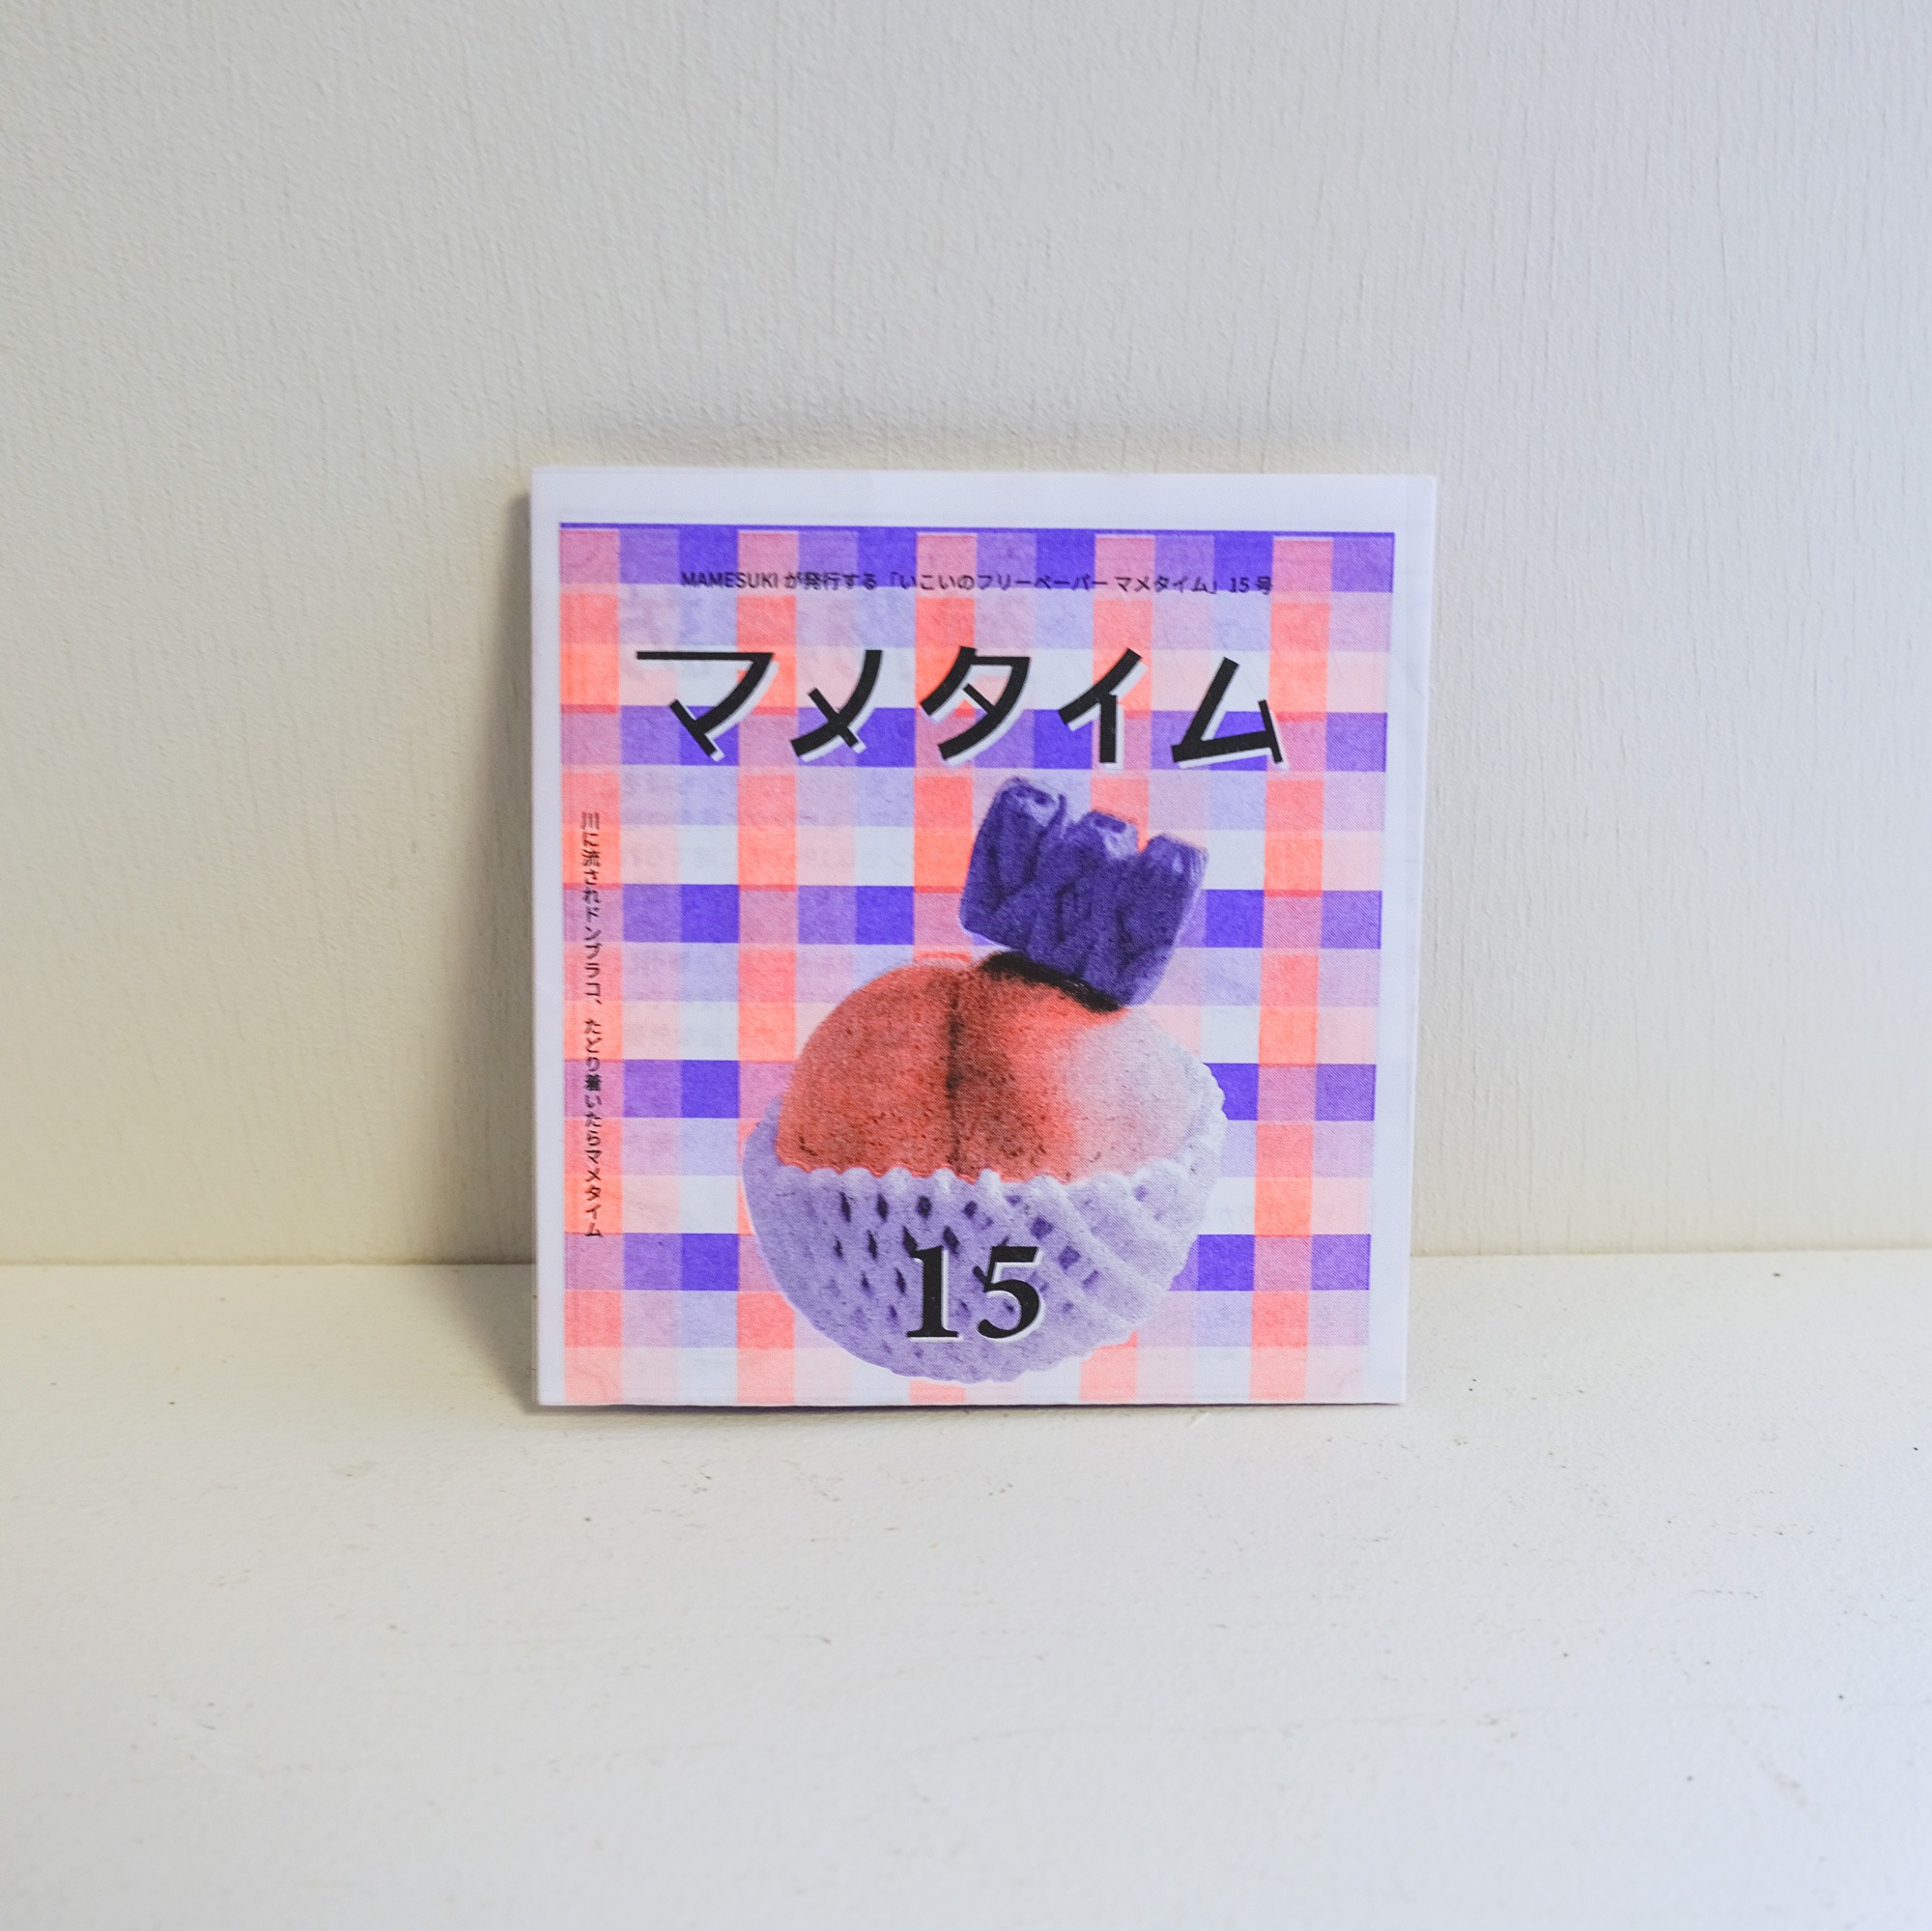 MAMESUKI が発行する「いこいのフリーペーパー マメタイム」15 号
マメタイム
川に流されドンブラコ、たどり着いたらマメタイム
15